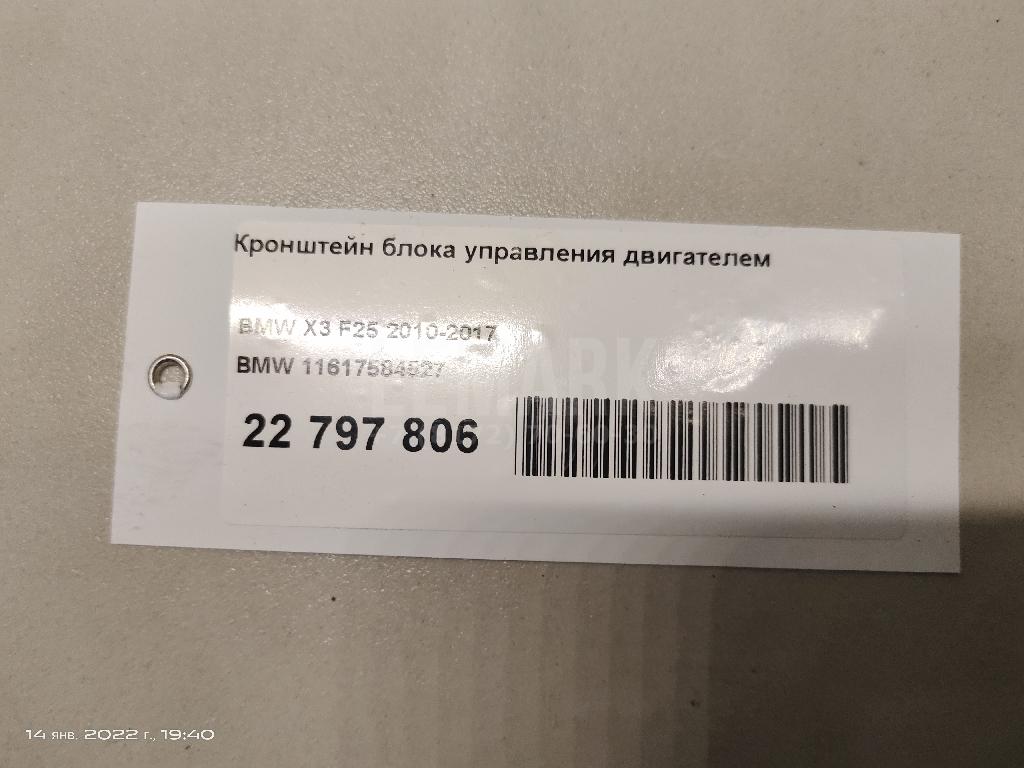 Кронштейн блока управления двигателем
BMW X3 F25 2010-2017
BMW 11617584527
22 797 806
14 янв. 2022 г., 19:40